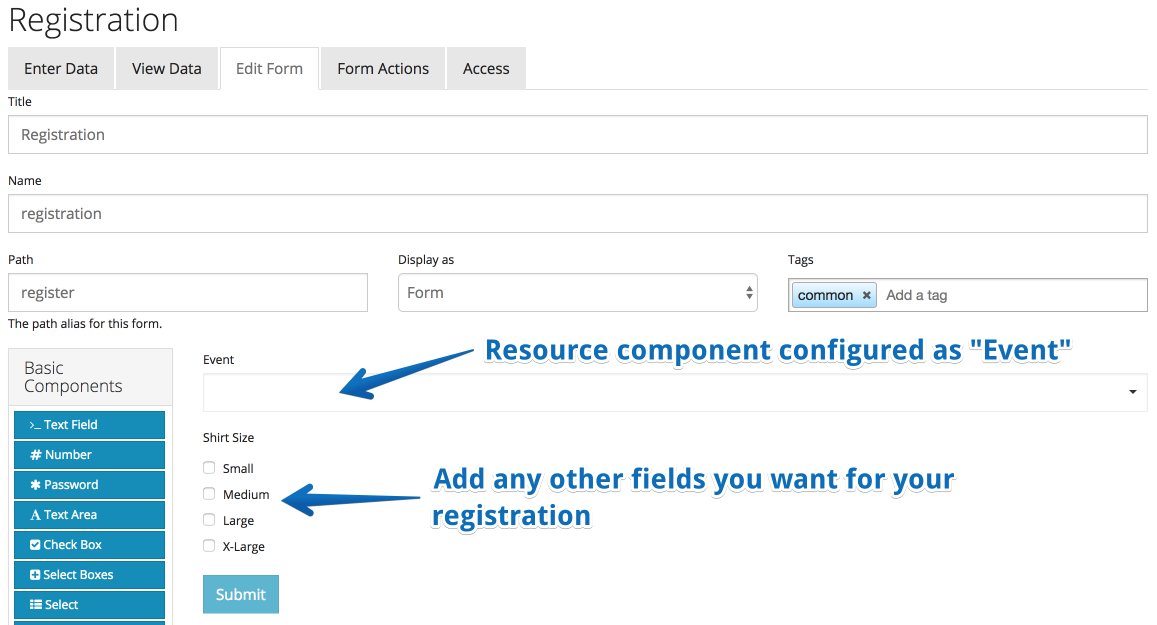 Registration
Enter Data View Data Edit Form Form Actions Access
Title
Registration
Name
registration
Path Display as Tags
register Form common × Add a tag
The path alias for this form.
Basic
Components
>_ Text Field
# Number
✱ Password
A Text Area
Check Box
Select Boxes
Select
Event
Resource component configured as "Event"
Shirt Size
Small
Medium
Large
X-Large
Add any other fields you want for your
registration
Submit